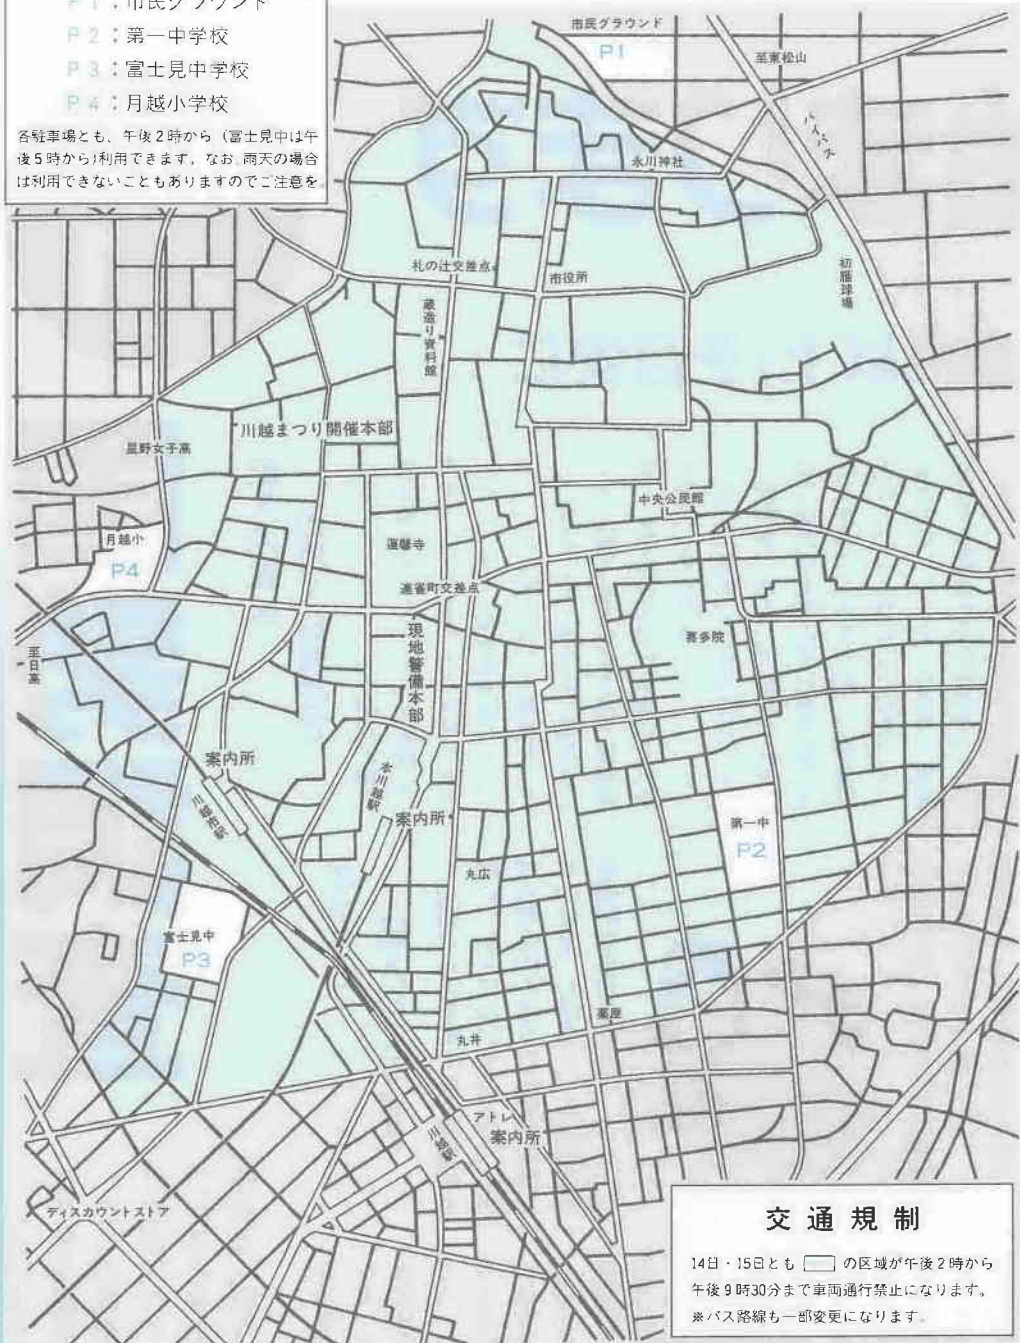 P1：市民グラウンド
P2：第一中学校
P3：富士見中学校
P4：月越小学校
各駐車場とも、午後2時から（富士見中は午
後5時から）利用できます。なお、雨天の場合
は利用できないこともありますのでご注意を
市民グラウンド
P1
至東松山
バイパス
氷川神社
札の辻交差点
市役所
初雁球場
蔵造り資料館
川越まつり開催本部
星野女子高
中央公民館
月越小
P4
蓮馨寺
連雀町交差点
至日高
現地警備本部
喜多院
案内所
川越市駅
本川越駅
案内所
第一中
P2
丸広
富士見中
P3
丸井
アトレ
案内所
川越駅
ディスカウントストア
交通規制
14日・15日とも の区域が午後2時から
午後9時30分まで車両通行禁止になります。
※バス路線も一部変更になります。